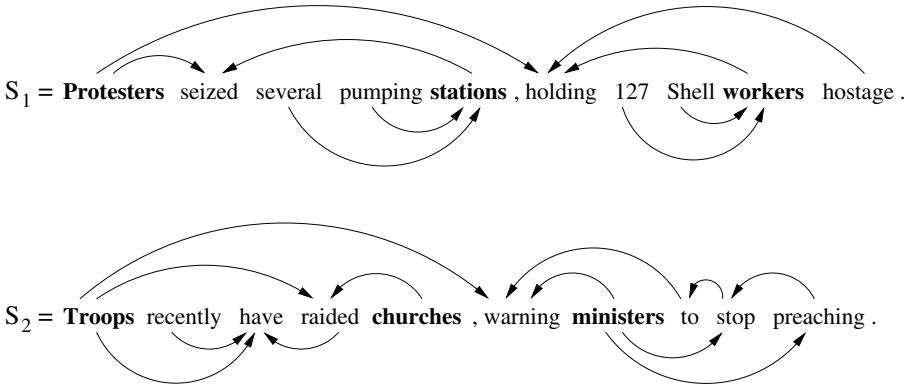 S1 = Protesters seized several pumping stations , holding 127 Shell workers hostage .
S2 = Troops recently have raided churches , warning ministers to stop preaching .